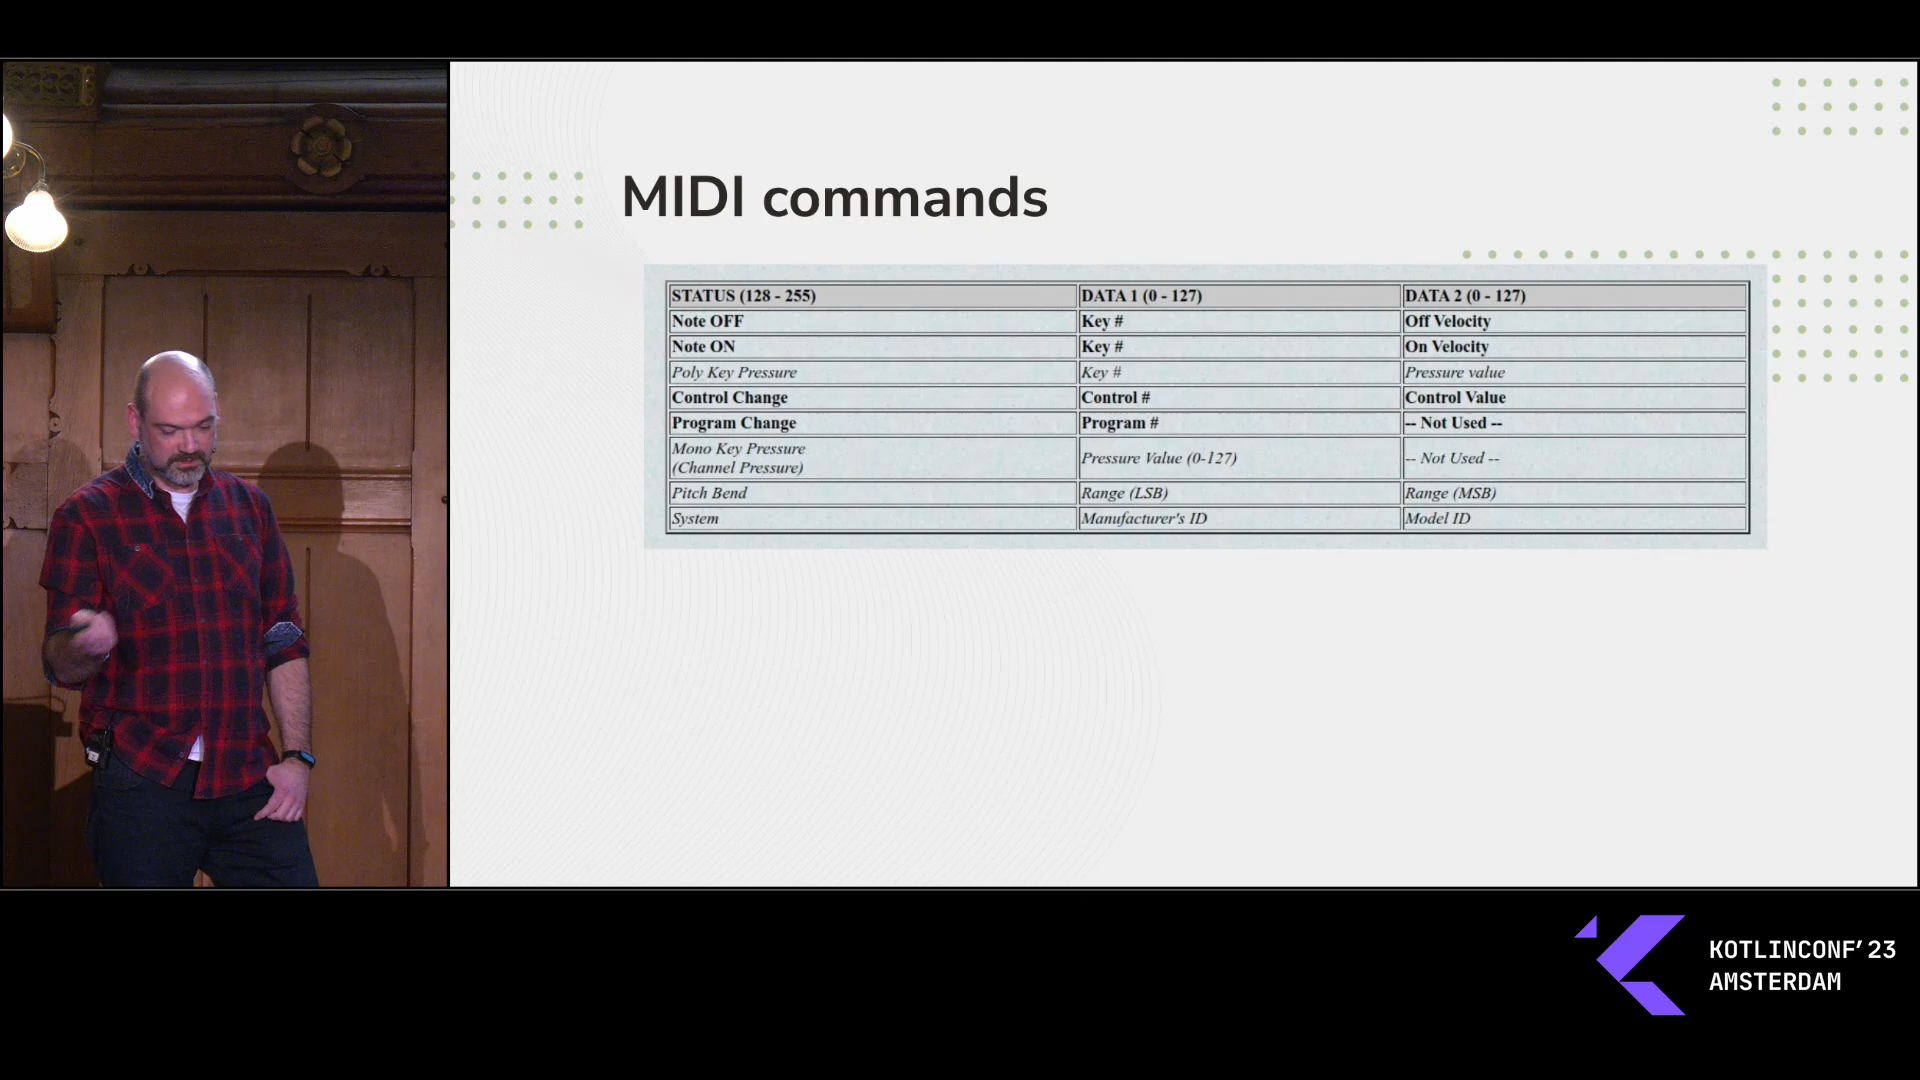 MIDI commands
STATUS (128 - 255) DATA 1 (0 - 127) DATA 2 (0 - 127)
Note OFF Key # Off Velocity
Note ON Key # On Velocity
Poly Key Pressure Key # Pressure value
Control Change Control # Control Value
Program Change Program # -- Not Used --
Mono Key Pressure
(Channel Pressure) Pressure Value (0-127) -- Not Used --
Pitch Bend Range (LSB) Range (MSB)
System Manufacturer's ID Model ID
KOTLINCONF’23
AMSTERDAM